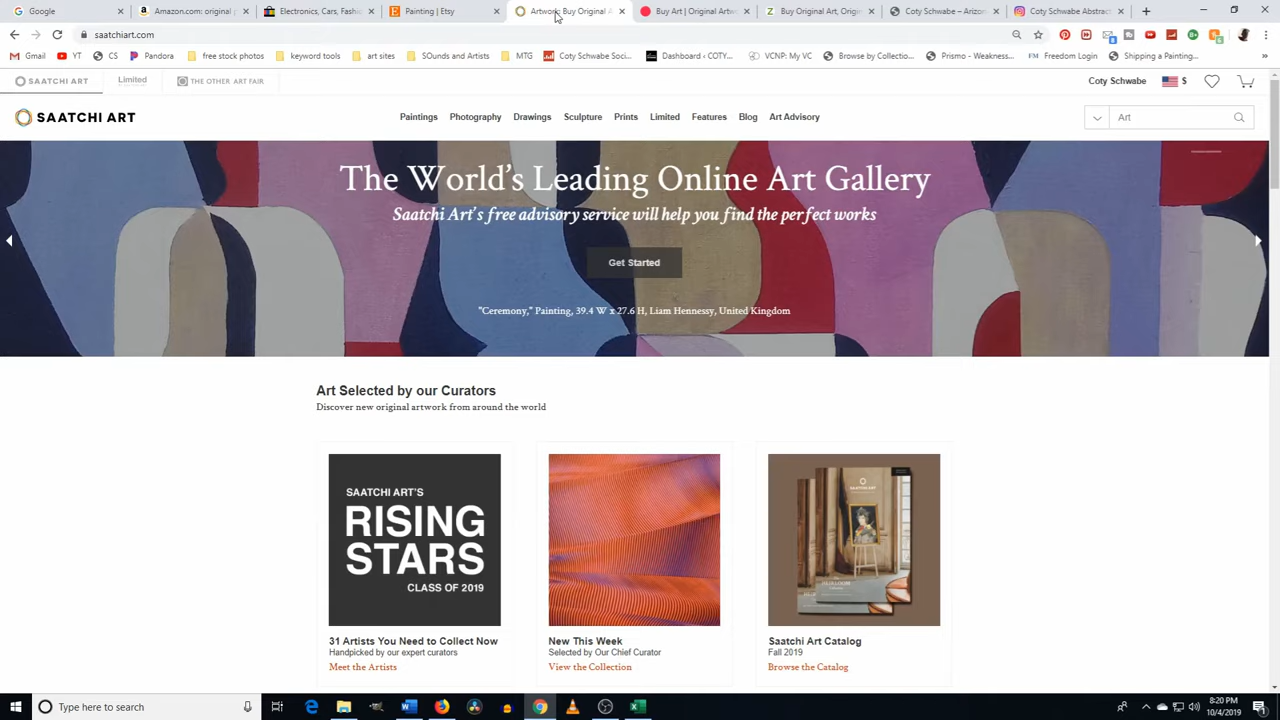 Google
Amazon.com: original
Electronics, Cars, Fashion
Painting | Etsy
Artwork: Buy Original A
Buy Art | Original Artworks
Buy Original Art, Origin
Coty Schwabe – Arizon
Coty Schwabe Abstrac
saatchiart.com
Gmail
YT
CS
Pandora
free stock photos
keyword tools
art sites
SOunds and Artists
MTG
Coty Schwabe Soci...
Dashboard ‹ COTY...
VCNP: My VC
Browse by Collectio...
Prismo - Weakness...
Login Found
Shipping a Painting...
SAATCHI ART
Limited
THE OTHER ART FAIR
Coty Schwabe
$
SAATCHI ART
Paintings
Photography
Drawings
Sculpture
Prints
Limited
Features
Blog
Art Advisory
Art
The World's Leading Online Art Gallery
Saatchi Art's free advisory service will help you find the perfect works
Get Started
"Ceremony," Painting, 39.4 W x 27.6 H, Liam Hennessy, United Kingdom
Art Selected by our Curators
Discover new original artwork from around the world
SAATCHI ART'S
RISING
STARS
CLASS OF 2019
SAATCHI ART
31 Artists You Need to Collect Now
Handpicked by our expert curators
Meet the Artists
New This Week
Selected by Our Chief Curator
View the Collection
Saatchi Art Catalog
Fall 2019
Browse the Catalog
Type here to search
8:20 PM
10/4/2019